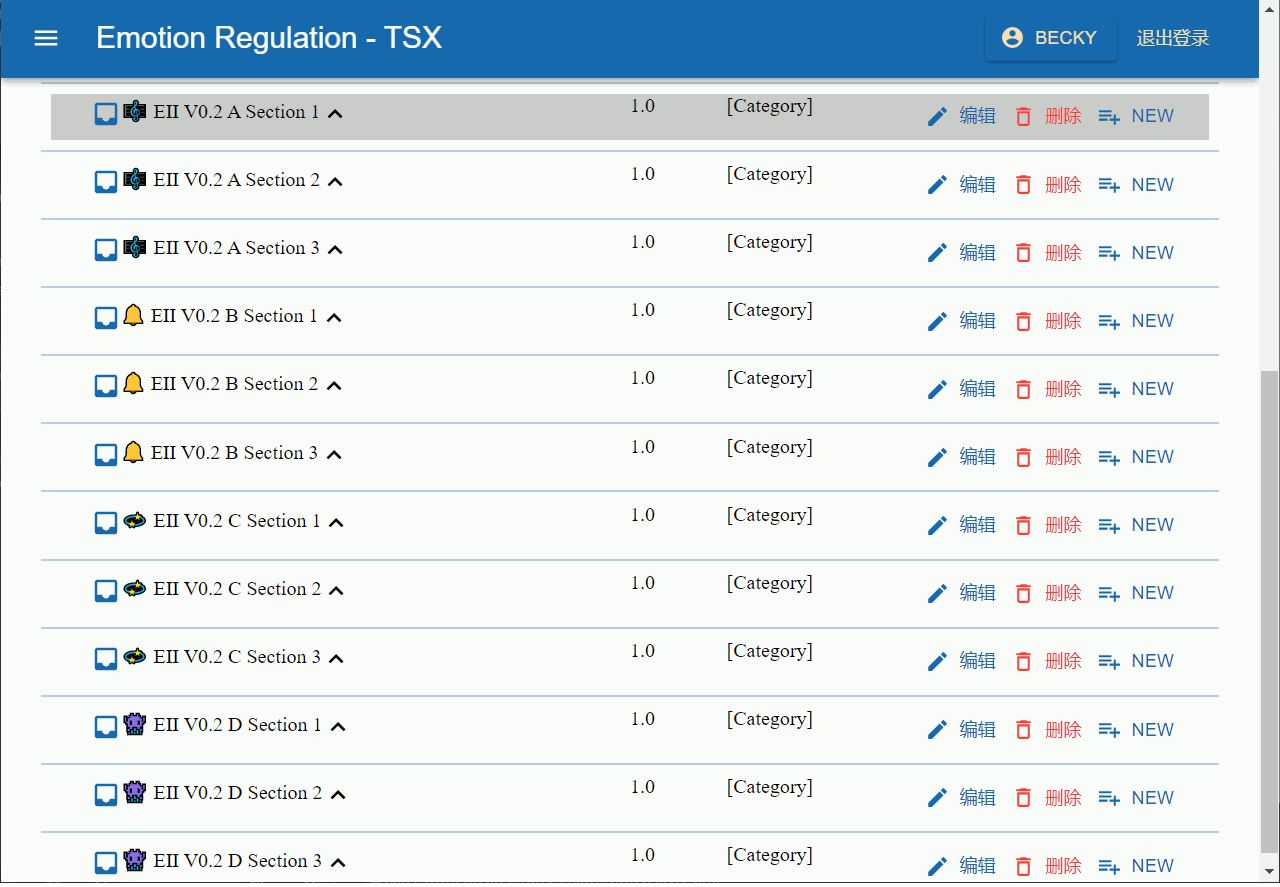 Emotion Regulation - TSX BECKY 退出登录
EII V0.2 A Section 1 1.0 [Category] 编辑 删除 NEW
EII V0.2 A Section 2 1.0 [Category] 编辑 删除 NEW
EII V0.2 A Section 3 1.0 [Category] 编辑 删除 NEW
EII V0.2 B Section 1 1.0 [Category] 编辑 删除 NEW
EII V0.2 B Section 2 1.0 [Category] 编辑 删除 NEW
EII V0.2 B Section 3 1.0 [Category] 编辑 删除 NEW
EII V0.2 C Section 1 1.0 [Category] 编辑 删除 NEW
EII V0.2 C Section 2 1.0 [Category] 编辑 删除 NEW
EII V0.2 C Section 3 1.0 [Category] 编辑 删除 NEW
EII V0.2 D Section 1 1.0 [Category] 编辑 删除 NEW
EII V0.2 D Section 2 1.0 [Category] 编辑 删除 NEW
EII V0.2 D Section 3 1.0 [Category] 编辑 删除 NEW